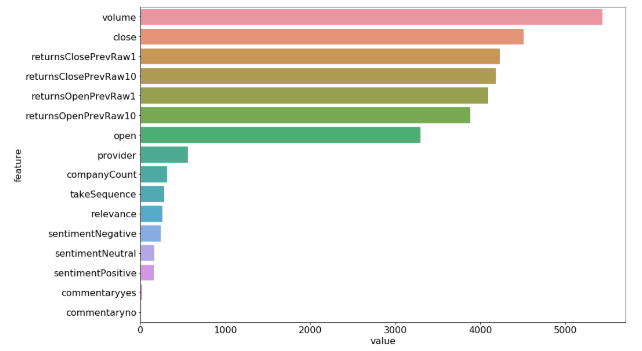 volume
close
returnsClosePrevRaw1
returnsClosePrevRaw10
returnsOpenPrevRaw1
returnsOpenPrevRaw10
open
provider
companyCount
takeSequence
relevance
sentimentNegative
sentimentNeutral
sentimentPositive
commentaryyes
commentaryno
feature
0 1000 2000 3000 4000 5000
value